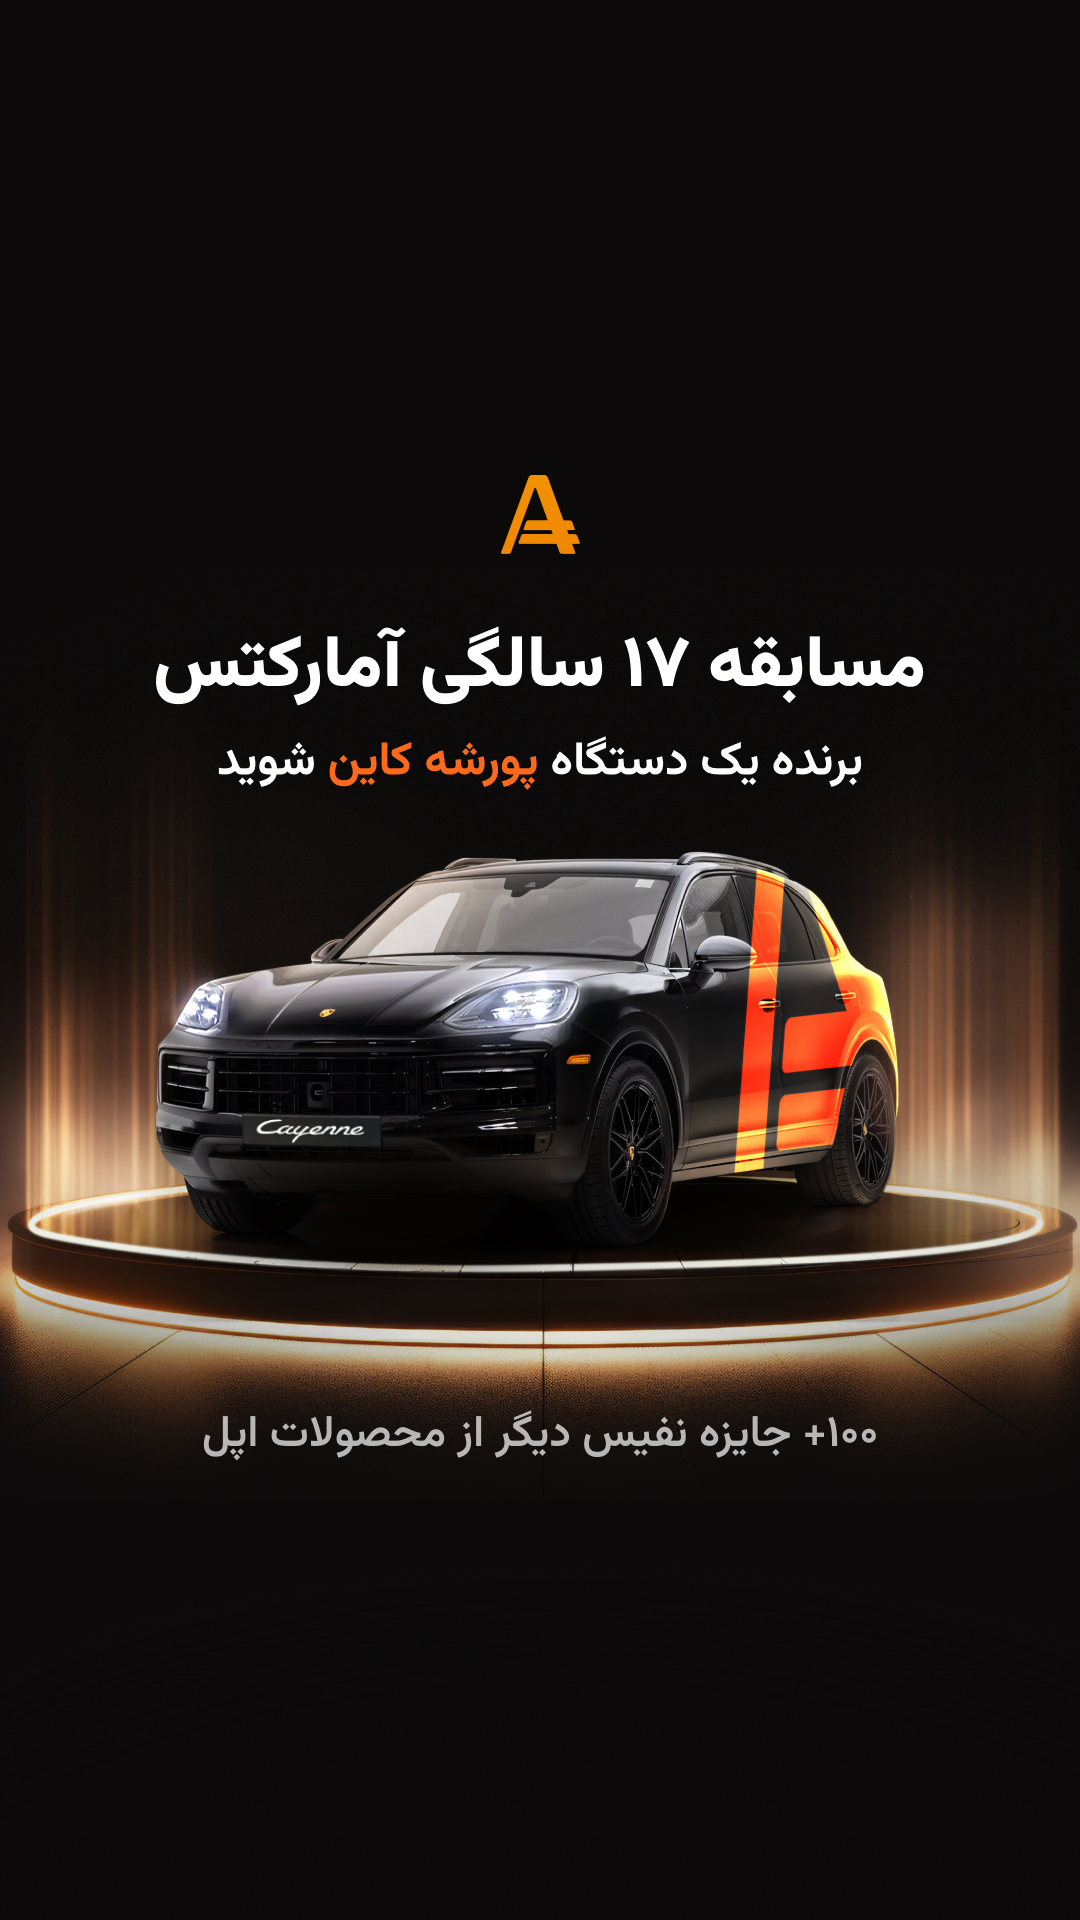 مسابقه ۱۷ سالگی آمارکتس
برنده یک دستگاه پورشه کاین شوید
Cayenne
۱۰۰+ جایزه نفیس دیگر از محصولات اپل